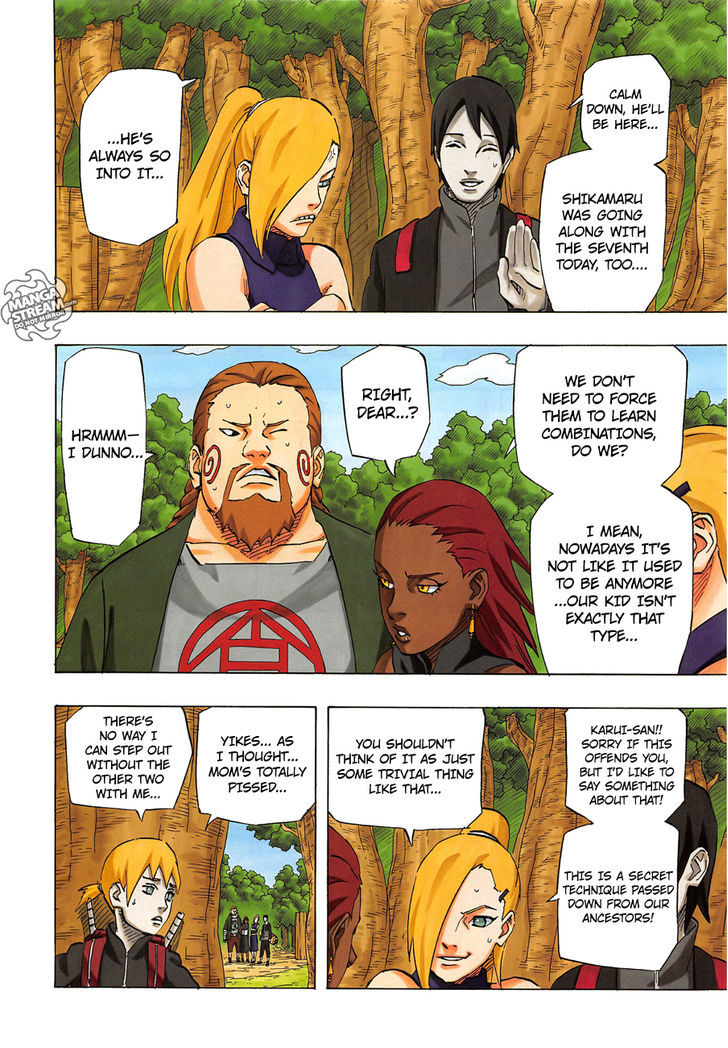 CALM
DOWN, HE'LL
BE HERE...
SHIKAMARU
WAS GOING
ALONG WITH
THE SEVENTH
TODAY, TOO....
...HE'S
ALWAYS SO
INTO IT...
MANGA
STREAM.com
DO NOT MIRROR
WE DON'T
NEED TO FORCE
THEM TO LEARN
COMBINATIONS,
DO WE?
I MEAN,
NOWADAYS IT'S
NOT LIKE IT USED
TO BE ANYMORE
...OUR KID ISN'T
EXACTLY THAT
TYPE...
RIGHT,
DEAR...?
HRMMM—
I DUNNO...
KARUI-SAN!!
SORRY IF THIS
OFFENDS YOU,
BUT I'D LIKE TO
SAY SOMETHING
ABOUT THAT!
THIS IS A SECRET
TECHNIQUE PASSED
DOWN FROM OUR
ANCESTORS!
YOU SHOULDN'T
THINK OF IT AS JUST
SOME TRIVIAL THING
LIKE THAT...
YIKES... AS
I THOUGHT...
MOM'S TOTALLY
PISSED...
THERE'S
NO WAY I
CAN STEP OUT
WITHOUT THE
OTHER TWO
WITH ME...